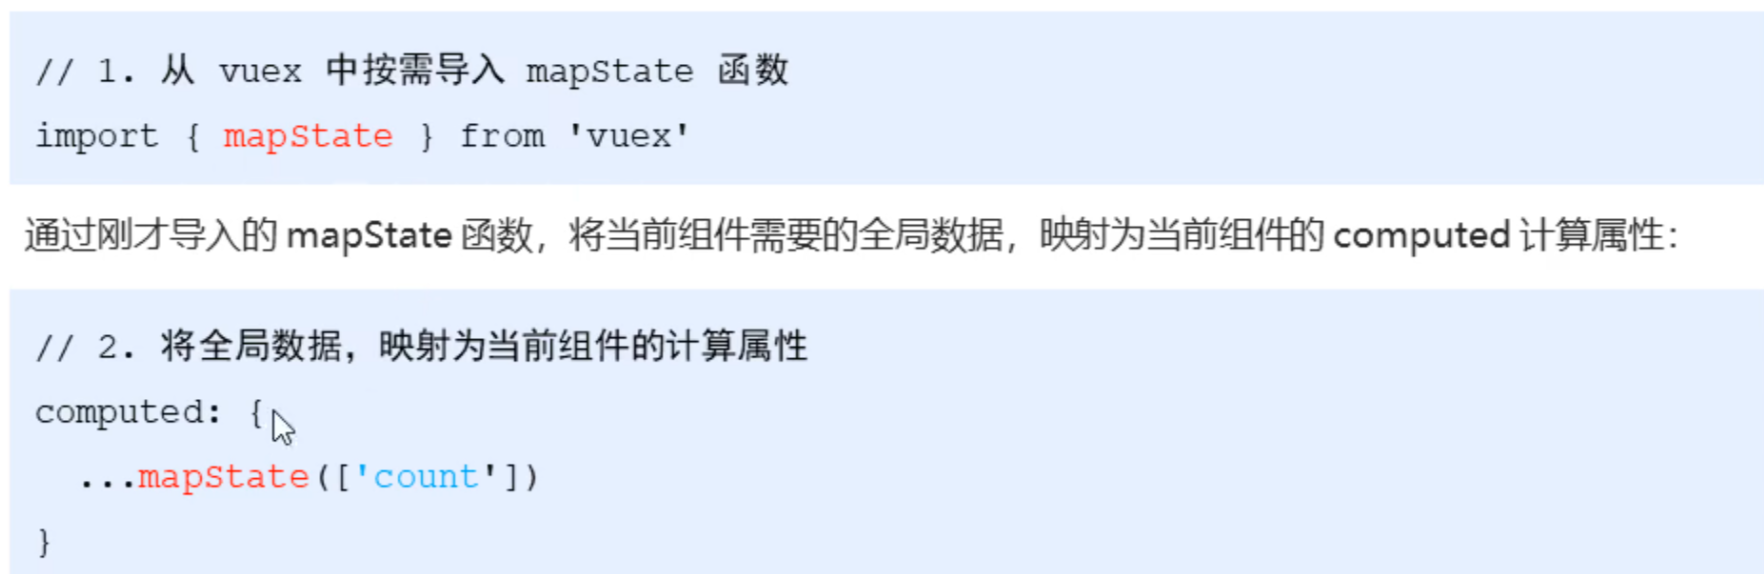 // 1. 从 vuex 中按需导入 mapState 函数
import { mapState } from 'vuex'
通过刚才导入的 mapState 函数，将当前组件需要的全局数据，映射为当前组件的 computed 计算属性：
// 2. 将全局数据，映射为当前组件的计算属性
computed: {
  ...mapState(['count'])
}